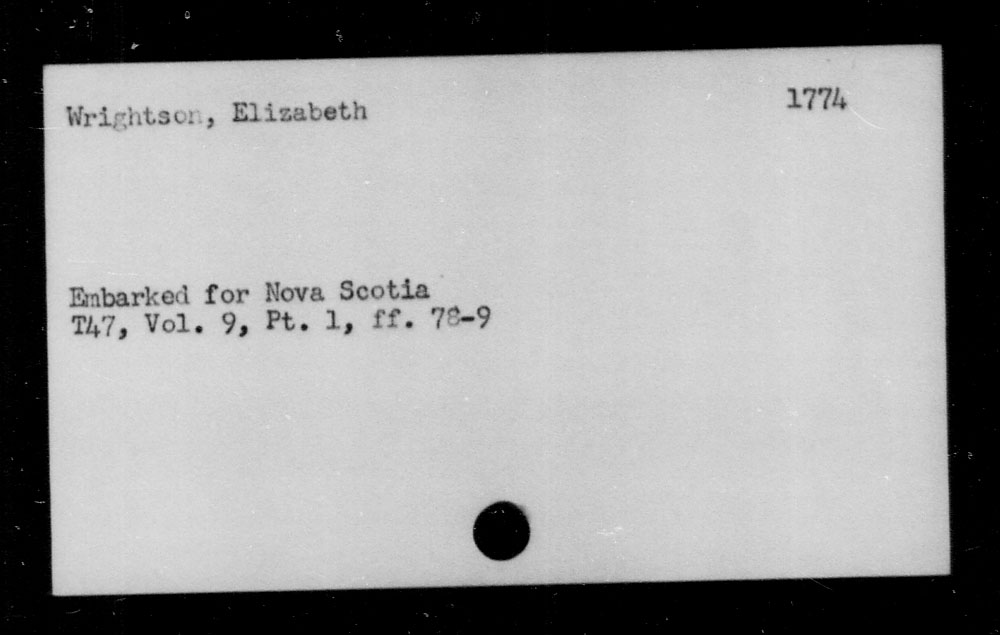 Wrightson, Elizabeth 1774
Embarked for Nova Scotia
T47, Vol. 9, Pt. 1, ff. 78-9